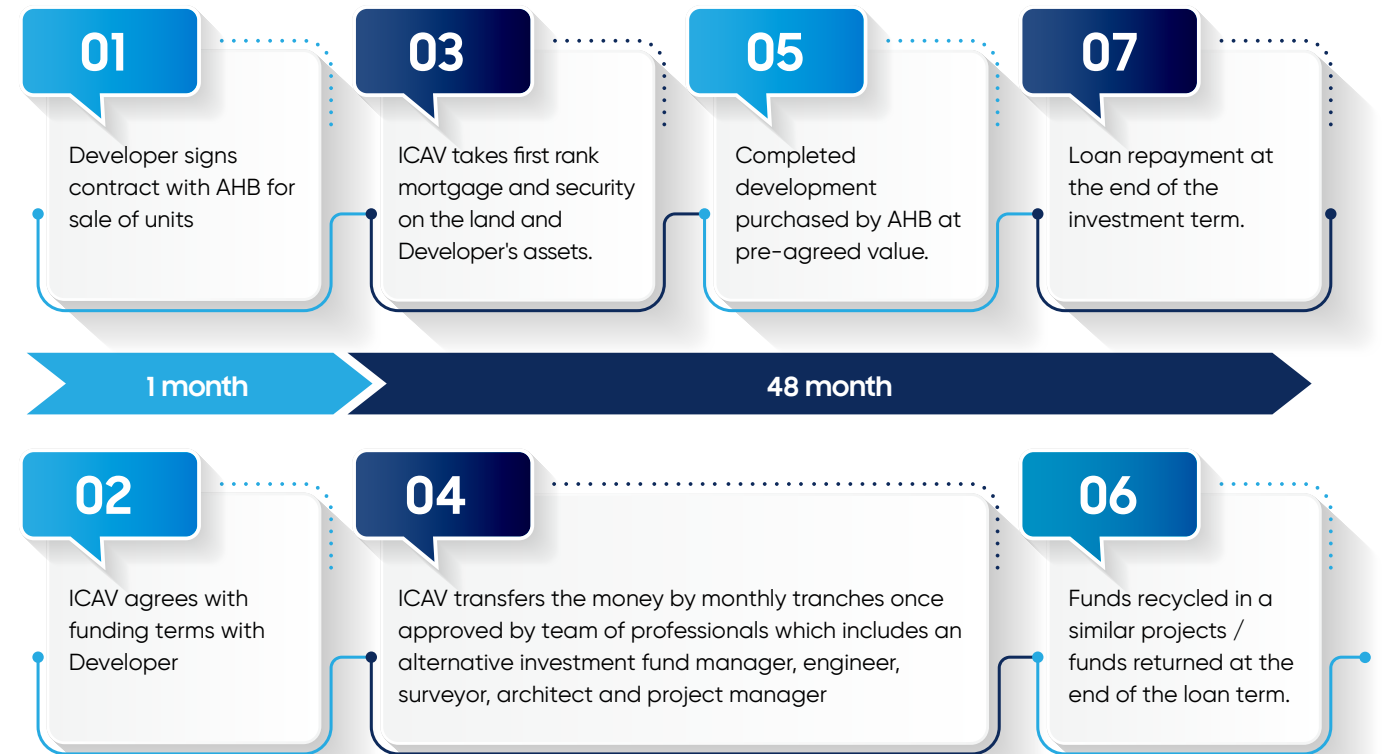 01
Developer signs
contract with AHB for
sale of units
03
ICAV takes first rank
mortgage and security
on the land and
Developer's assets.
05
Completed
development
purchased by AHB at
pre-agreed value.
07
Loan repayment at
the end of the
investment term.
1 month
48 month
02
ICAV agrees with
funding terms with
Developer
04
ICAV transfers the money by monthly tranches once
approved by team of professionals which includes an
alternative investment fund manager, engineer,
surveyor, architect and project manager
06
Funds recycled in a
similar projects /
funds returned at the
end of the loan term.